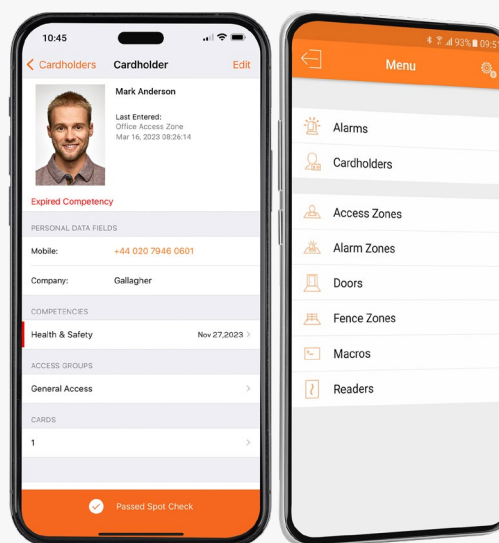 10:45
Cardholders
Cardholder
Edit
Mark Anderson
Last Entered:
Office Access Zone
Mar 16, 2023 08:26:14
Expired Competency
PERSONAL DATA FIELDS
Mobile:
+44 020 7946 0601
Company:
Gallagher
COMPETENCIES
Health & Safety
Nov 27,2023
ACCESS GROUPS
General Access
CARDS
1
Passed Spot Check
93% 09:51
Menu
Alarms
Cardholders
Access Zones
Alarm Zones
Doors
Fence Zones
Macros
Readers